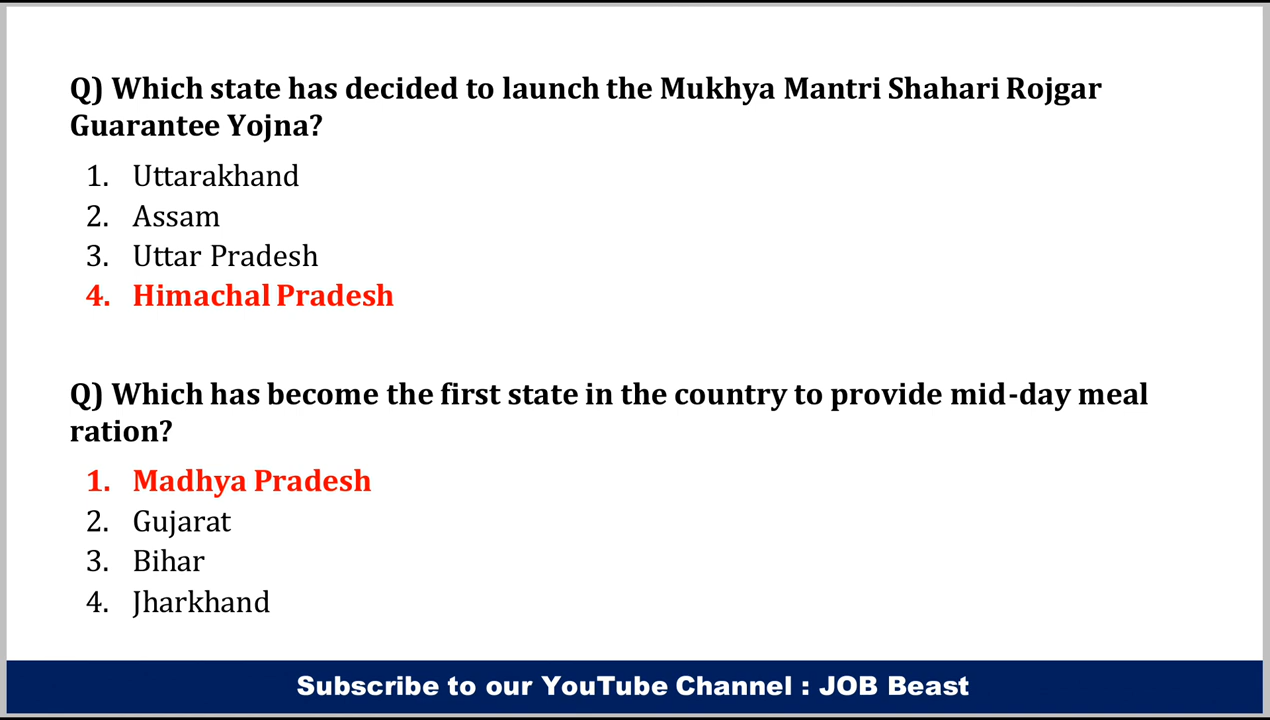 Q) Which state has decided to launch the Mukhya Mantri Shahari Rojgar
Guarantee Yojna?
1. Uttarakhand
2. Assam
3. Uttar Pradesh
4. Himachal Pradesh
Q) Which has become the first state in the country to provide mid-day meal
ration?
1. Madhya Pradesh
2. Gujarat
3. Bihar
4. Jharkhand
Subscribe to our YouTube Channel : JOB Beast